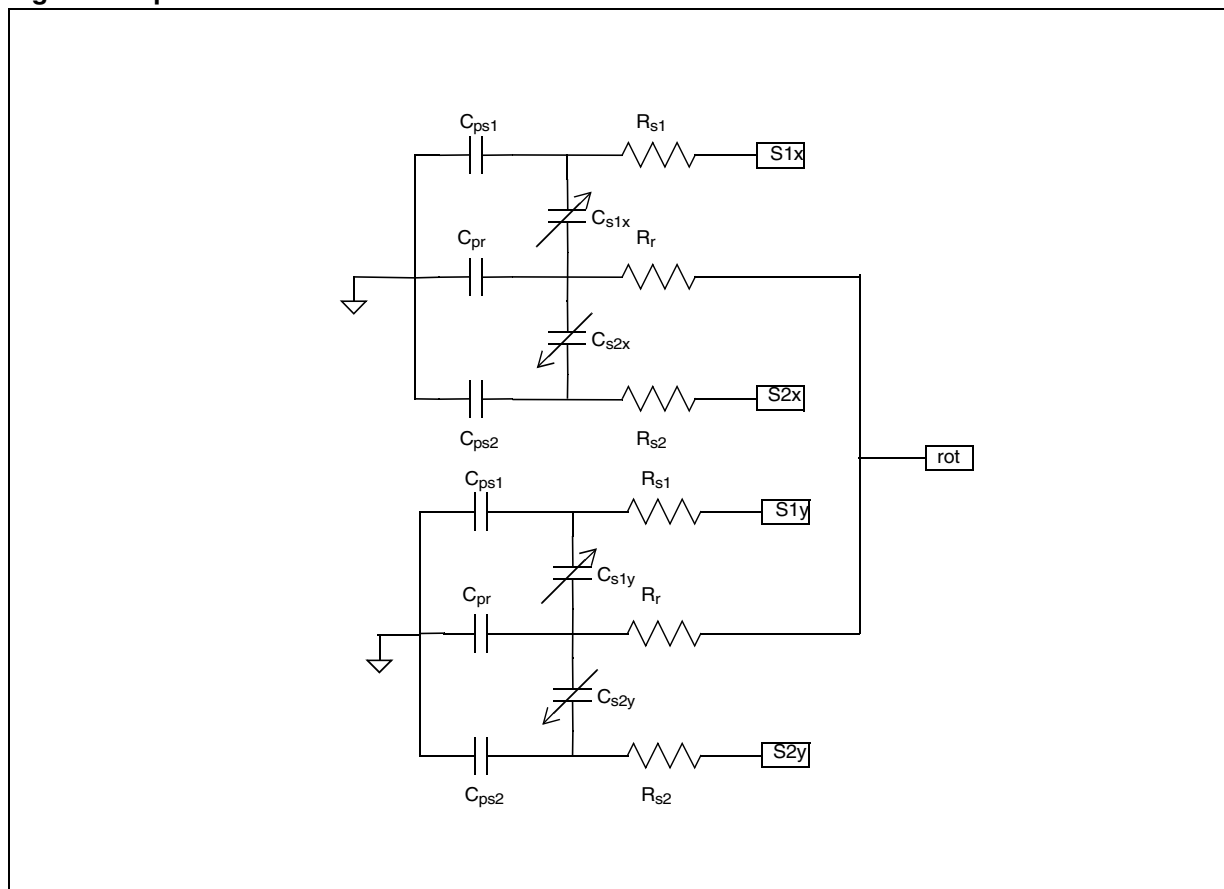 Cps1
Rs1
S1x
Cs1x
Cpr
Rr
Cs2x
S2x
Cps2
Rs2
rot
Cps1
Rs1
S1y
Cs1y
Cpr
Rr
Cs2y
S2y
Cps2
Rs2